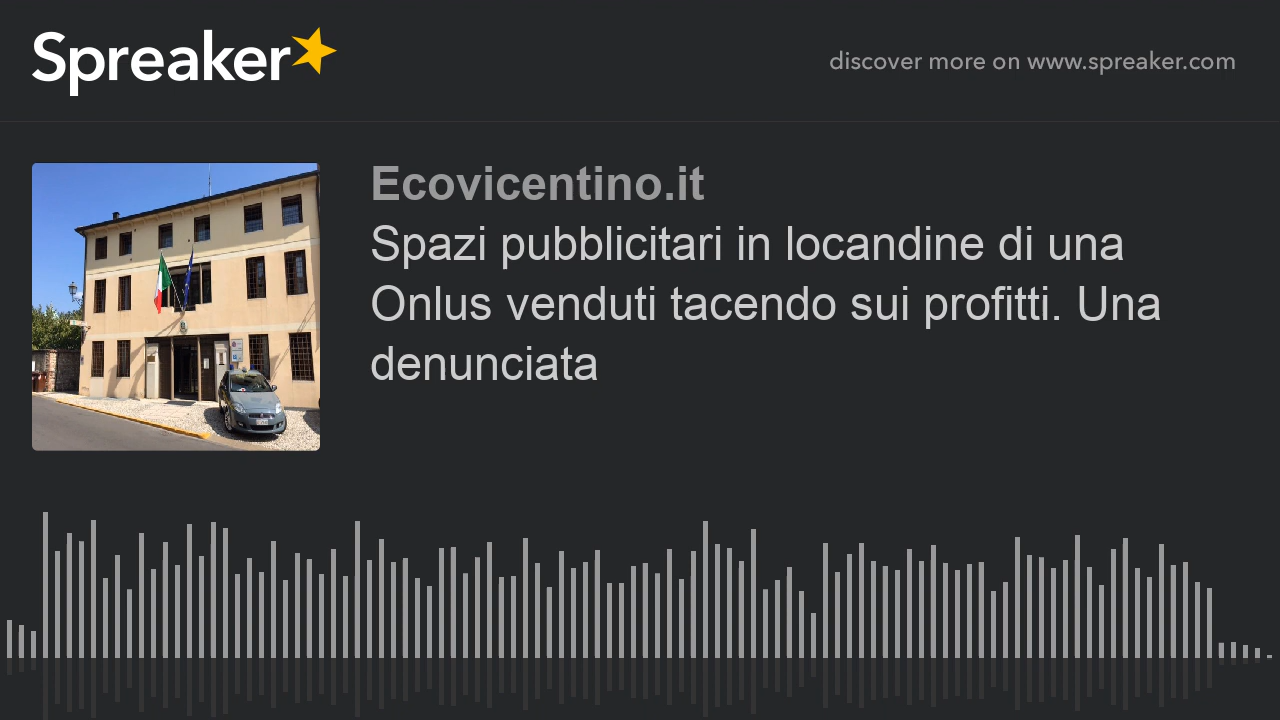 Spreaker
discover more on www.spreaker.com
Ecovicentino.it
Spazi pubblicitari in locandine di una
Onlus venduti tacendo sui profitti. Una
denunciata